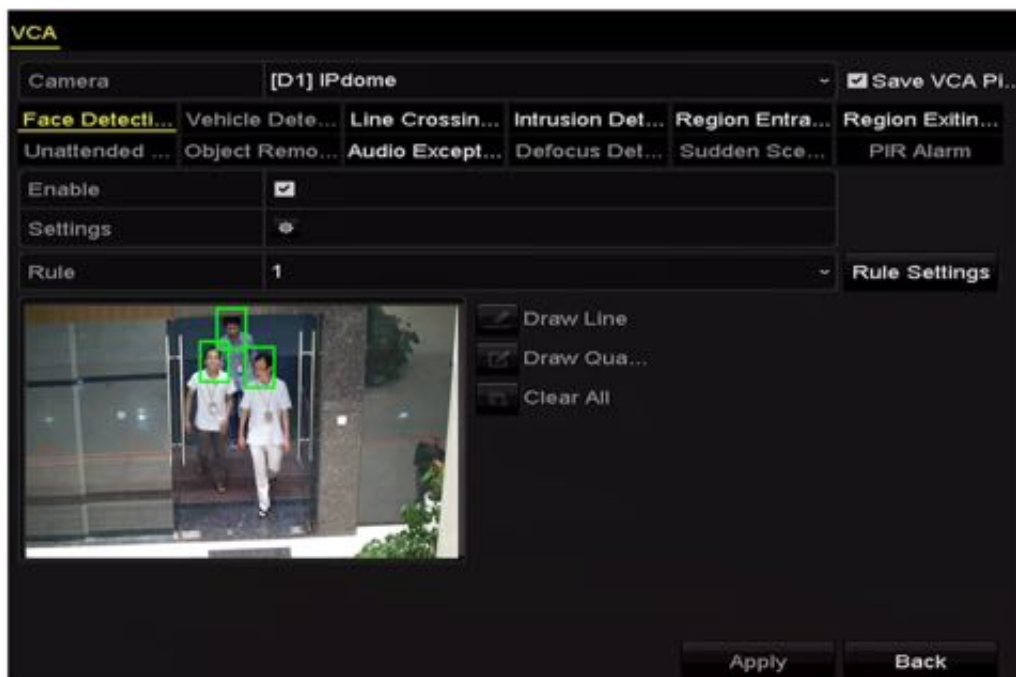 VCA
Camera [D1] IPdome Save VCA Pi..
Face Detecti... Vehicle Dete... Line Crossin... Intrusion Det... Region Entra... Region Exitin...
Unattended ... Object Remo... Audio Except... Defocus Det... Sudden Sce... PIR Alarm
Enable
Settings
Rule 1 Rule Settings
Draw Line
Draw Qua...
Clear All
Apply Back